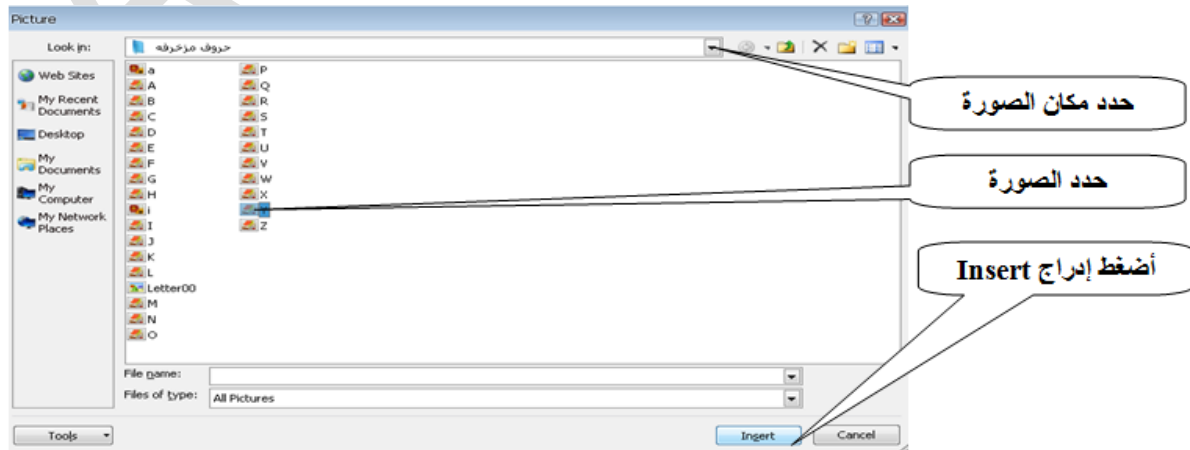 Picture
Look in:
حروف مزخرفه
Web Sites
My Recent
Documents
Desktop
My
Documents
My
Computer
My Network
Places
a
A
B
C
D
E
F
G
H
i
I
J
K
L
Letter00
M
N
O
P
Q
R
S
T
U
V
W
X
Y
Z
حدد مكان الصورة
حدد الصورة
أضغط إدراج Insert
File name:
Files of type:
All Pictures
Tools
Insert
Cancel